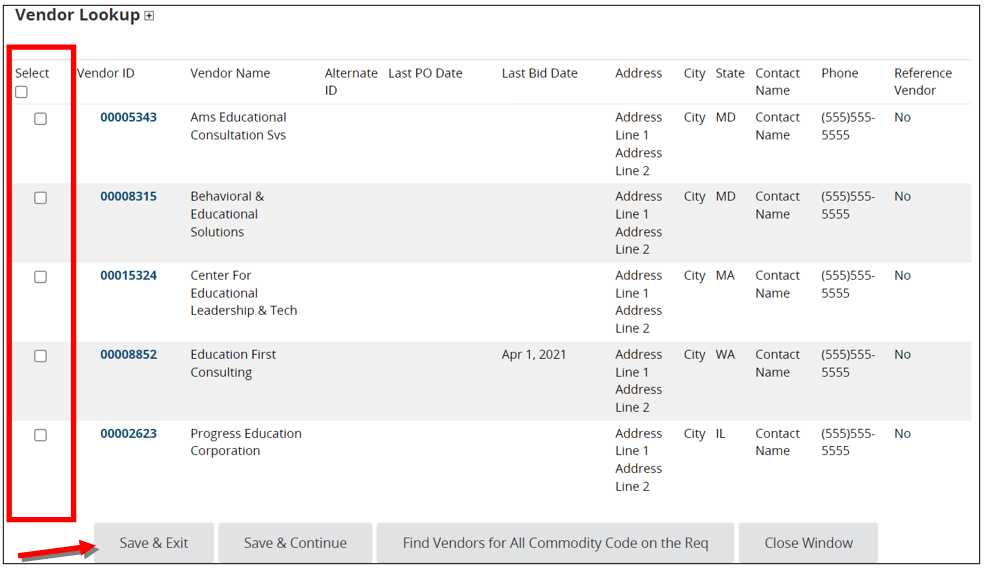 Vendor Lookup
Select Vendor ID Vendor Name Alternate ID Last PO Date Last Bid Date Address City State Contact Name Phone Reference Vendor
00005343 Ams Educational Consultation Svs Address Line 1 Address Line 2 City MD Contact Name (555)555-5555 No
00008315 Behavioral & Educational Solutions Address Line 1 Address Line 2 City MD Contact Name (555)555-5555 No
00015324 Center For Educational Leadership & Tech Address Line 1 Address Line 2 City MA Contact Name (555)555-5555 No
00008852 Education First Consulting Apr 1, 2021 Address Line 1 Address Line 2 City WA Contact Name (555)555-5555 No
00002623 Progress Education Corporation Address Line 1 Address Line 2 City IL Contact Name (555)555-5555 No
Save & Exit Save & Continue Find Vendors for All Commodity Code on the Req Close Window